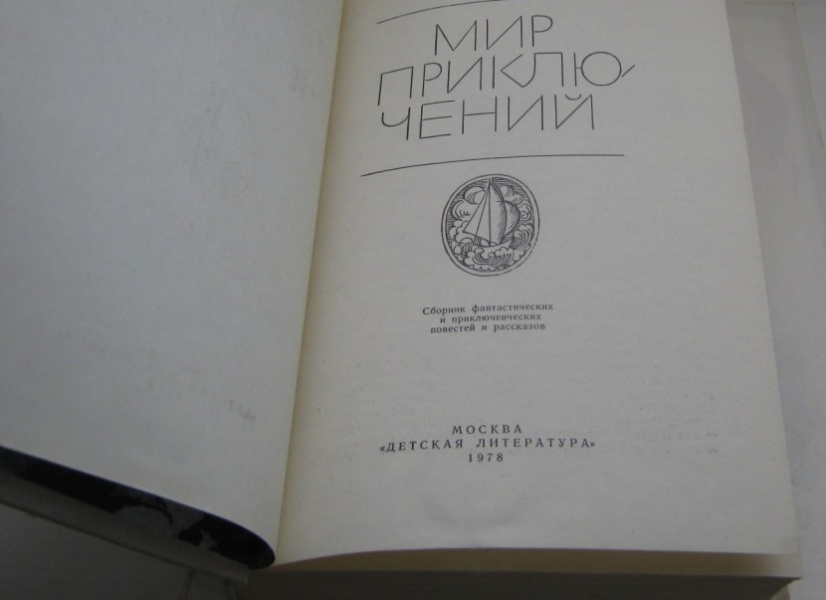 МИР
ПРИКЛЮ-
ЧЕНИЙ
Сборник фантастических
и приключенческих
повестей и рассказов
МОСКВА
«ДЕТСКАЯ ЛИТЕРАТУРА»
1978